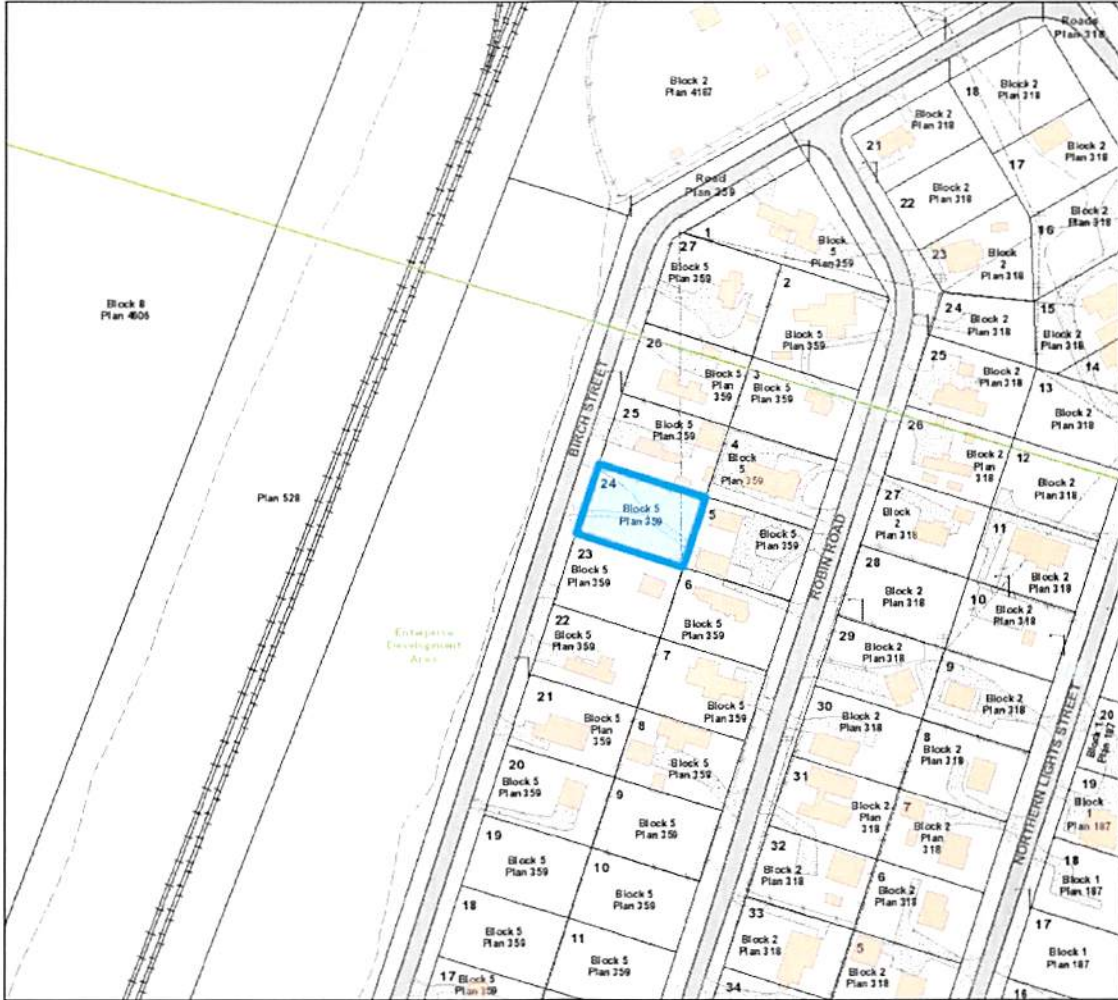 Roads
Plan 318
Block 2
Plan 4187
18
Block 2
Plan 318
Block 2
Plan 318
21
17
Block 2
Plan 318
Road
Plan 259
22
Block 2
Plan 318
16
Block 2
Plan 318
1
Block
5
Plan 359
27
Block 5
Plan 359
23
Block
2
Plan 318
2
Block 5
Plan 359
24
Block 2
Plan 318
15
Block 2
Plan 318
Block 8
Plan 4606
26
Block 5
Plan
359
3
Block 5
Plan 359
25
Block 2
Plan 318
14
13
Block 2
Plan 318
BIRCH STREET
25
Block 5
Plan 359
4
Block
5
Plan 359
26
Block 2
Plan
318
12
Block 2
Plan 318
Plan 528
24
Block 5
Plan 359
5
Block 5
Plan 359
ROBIN ROAD
27
Block
2
Plan 318
11
Block 2
Plan 318
23
Block 5
Plan 359
6
Block 5
Plan 359
28
Block 2
Plan 318
10
Block 2
Plan 318
Enterprise
Development
Area
22
Block 5
Plan 359
7
Block 5
Plan 359
29
Block 2
Plan 318
9
Block 2
Plan 318
NORTHERN LIGHTS STREET
21
Block 5
Plan
359
8
Block 5
Plan 359
30
Block 2
Plan 318
8
Block 2
Plan 318
20
Block 1
Plan 187
20
Block 5
Plan 359
9
Block 5
Plan 359
31
Block 2
Plan
318
7
Block 2
Plan
318
19
Block
1
Plan 187
19
Block 5
Plan 359
10
Block 5
Plan 359
32
Block 2
Plan 318
6
Block 2
Plan 318
18
Block 1
Plan 187
18
Block 5
Plan 359
11
Block 5
Plan 359
33
Block 2
Plan 318
5
Block 2
Plan 318
17
Block 1
Plan 187
17
Block 5
Plan 359
34
16